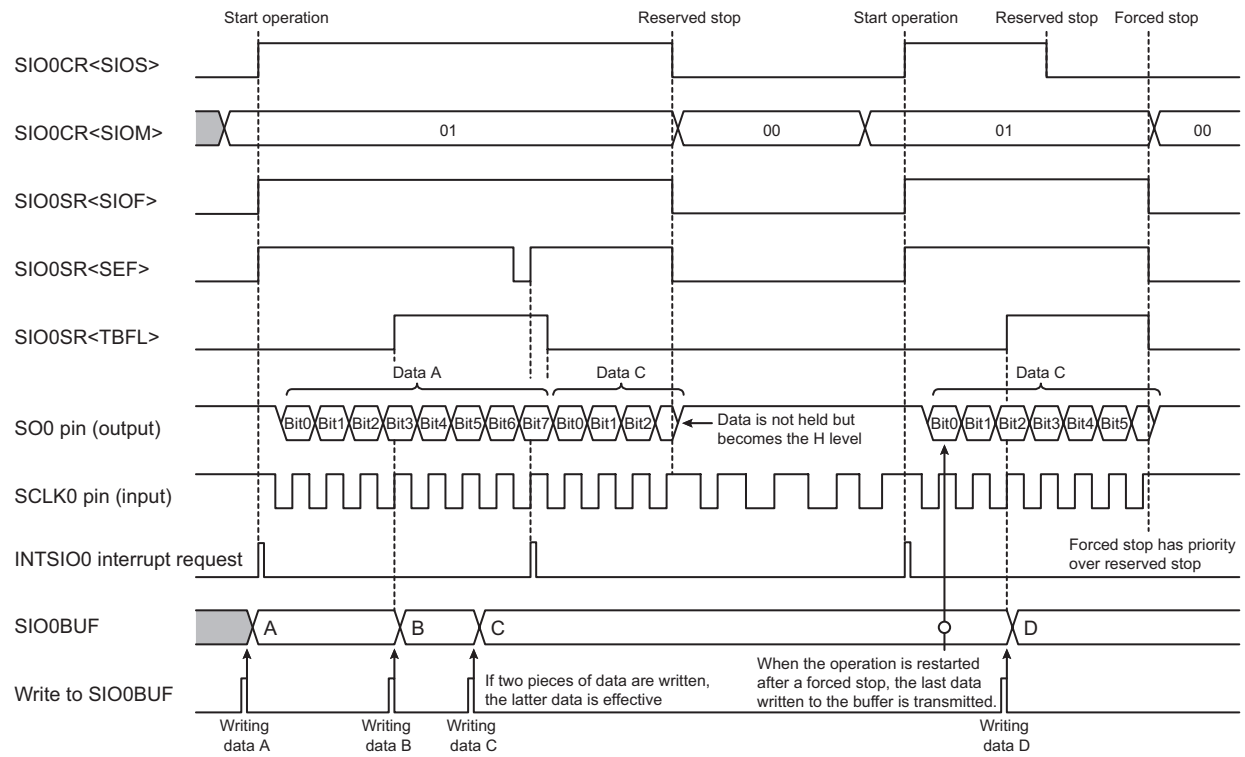 Start operation
Reserved stop
Start operation
Reserved stop
Forced stop
SIO0CR<SIOS>
SIO0CR<SIOM>
01
00
01
00
SIO0SR<SIOF>
SIO0SR<SEF>
SIO0SR<TBFL>
Data A
Data C
Data C
SO0 pin (output)
Bit0 Bit1 Bit2 Bit3 Bit4 Bit5 Bit6 Bit7 Bit0 Bit1 Bit2
Data is not held but
becomes the H level
Bit0 Bit1 Bit2 Bit3 Bit4 Bit5
SCLK0 pin (input)
INTSIO0 interrupt request
Forced stop has priority
over reserved stop
SIO0BUF
A
B
C
D
Write to SIO0BUF
If two pieces of data are written,
the latter data is effective
When the operation is restarted
after a forced stop, the last data
written to the buffer is transmitted.
Writing
data A
Writing
data B
Writing
data C
Writing
data D